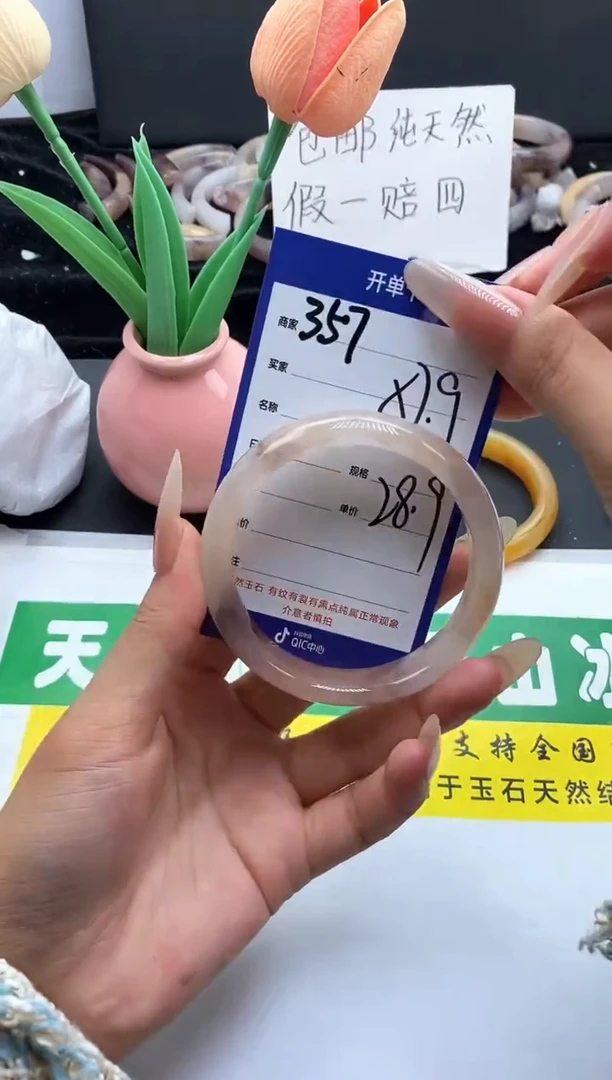 包邮 纯天然
假一赔四
开单
商家 357
买家
名称
规格
单价 28.9
价
注
然玉石 有纹有裂有黑点纯属正常现象
介意者慎拍
QIC中心
天
山冰
支持全国
于玉石天然结